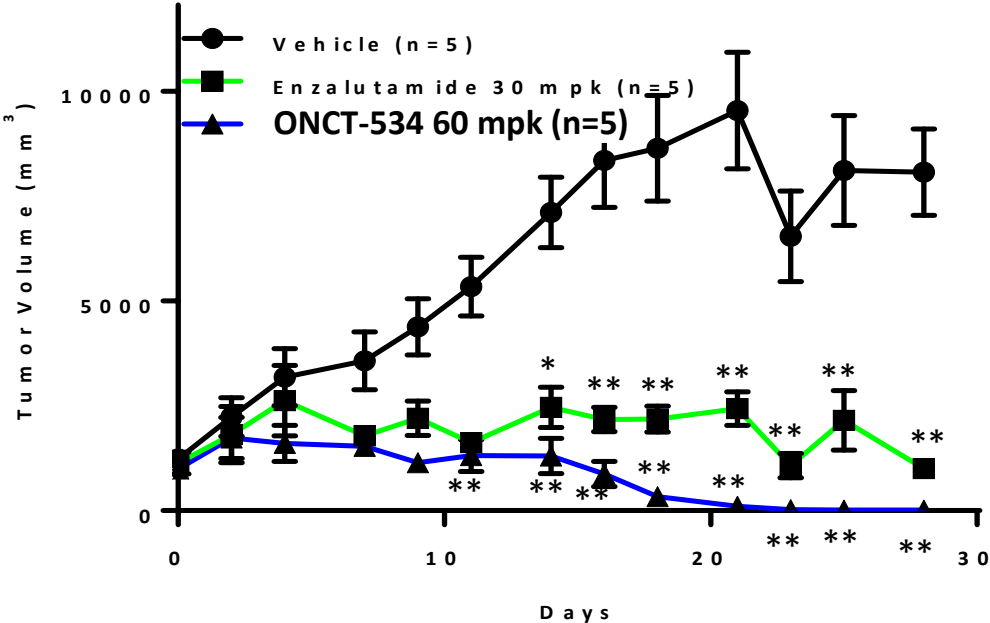 Vehicle (n=5)
Enzalutamide 30 mpk (n=5)
ONCT-534 60 mpk (n=5)
Tumor Volume (mm³)
10000
5000
0
*
** ** ** **
** **
** ** ** ** **
** ** **
0 10 20 30
Days